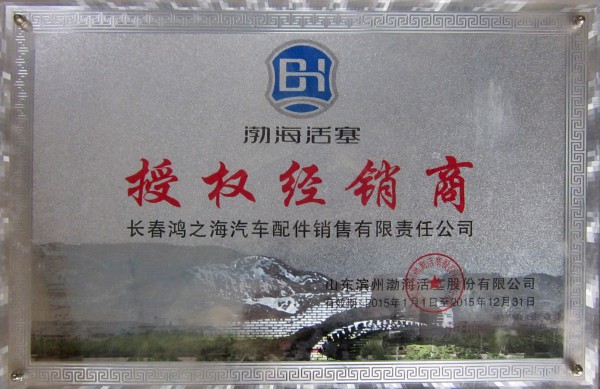 BH
渤海活塞
授权经销商
长春鸿之海汽车配件销售有限责任公司
山东滨州渤海活塞股份有限公司
有效期:2015年1月1日至2015年12月31日